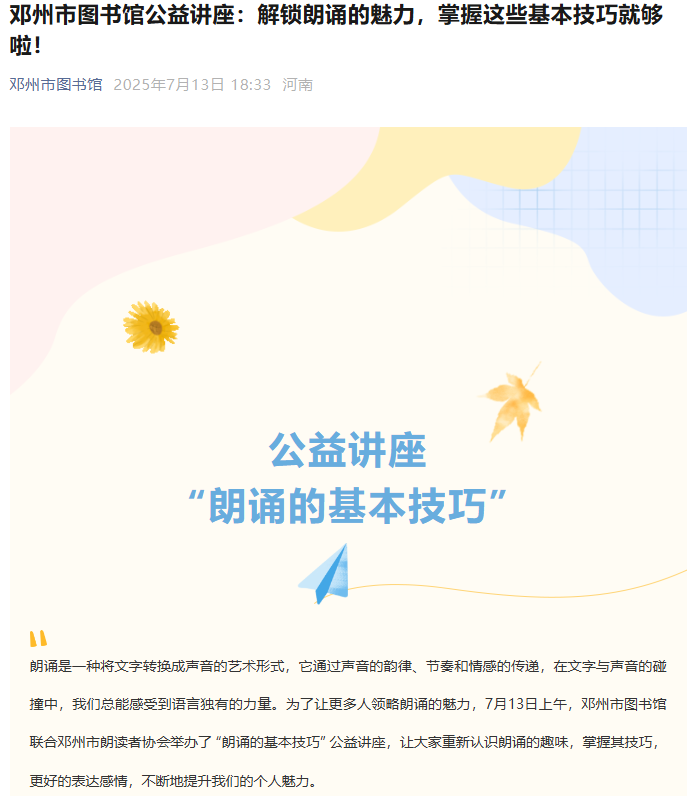 邓州市图书馆公益讲座：解锁朗诵的魅力，掌握这些基本技巧就够
啦！
邓州市图书馆 2025年7月13日 18:33 河南
公益讲座
“朗诵的基本技巧”
朗诵是一种将文字转换成声音的艺术形式，它通过声音的韵律、节奏和情感的传递，在文字与声音的碰
撞中，我们总能感受到语言独有的力量。为了让更多人领略朗诵的魅力，7月13日上午，邓州市图书馆
联合邓州市朗读者协会举办了“朗诵的基本技巧”公益讲座，让大家重新认识朗诵的趣味，掌握其技巧，
更好的表达感情，不断地提升我们的个人魅力。